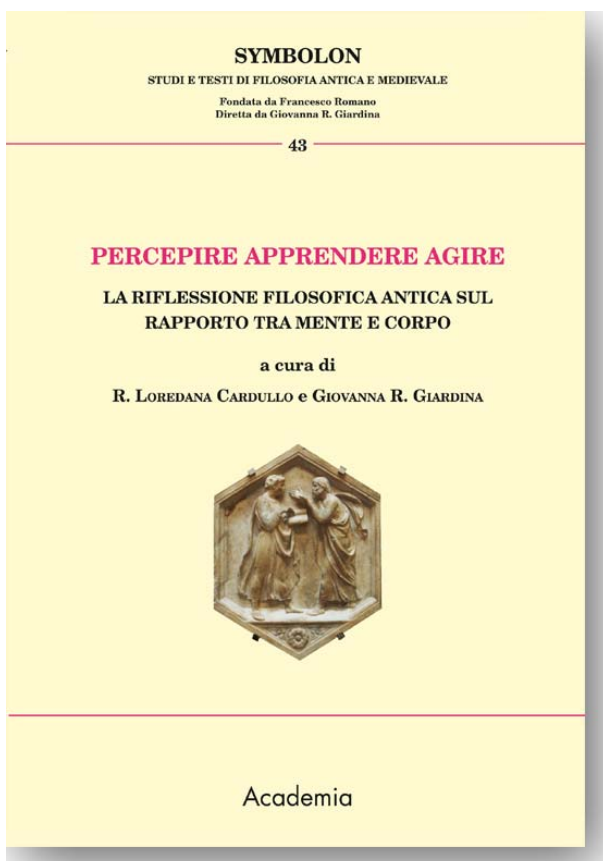 SYMBOLON
STUDI E TESTI DI FILOSOFIA ANTICA E MEDIEVALE
Fondata da Francesco Romano
Diretta da Giovanna R. Giardina
43
PERCEPIRE APPRENDERE AGIRE
LA RIFLESSIONE FILOSOFICA ANTICA SUL
RAPPORTO TRA MENTE E CORPO
a cura di
R. LOREDANA CARDULLO e GIOVANNA R. GIARDINA
Academia